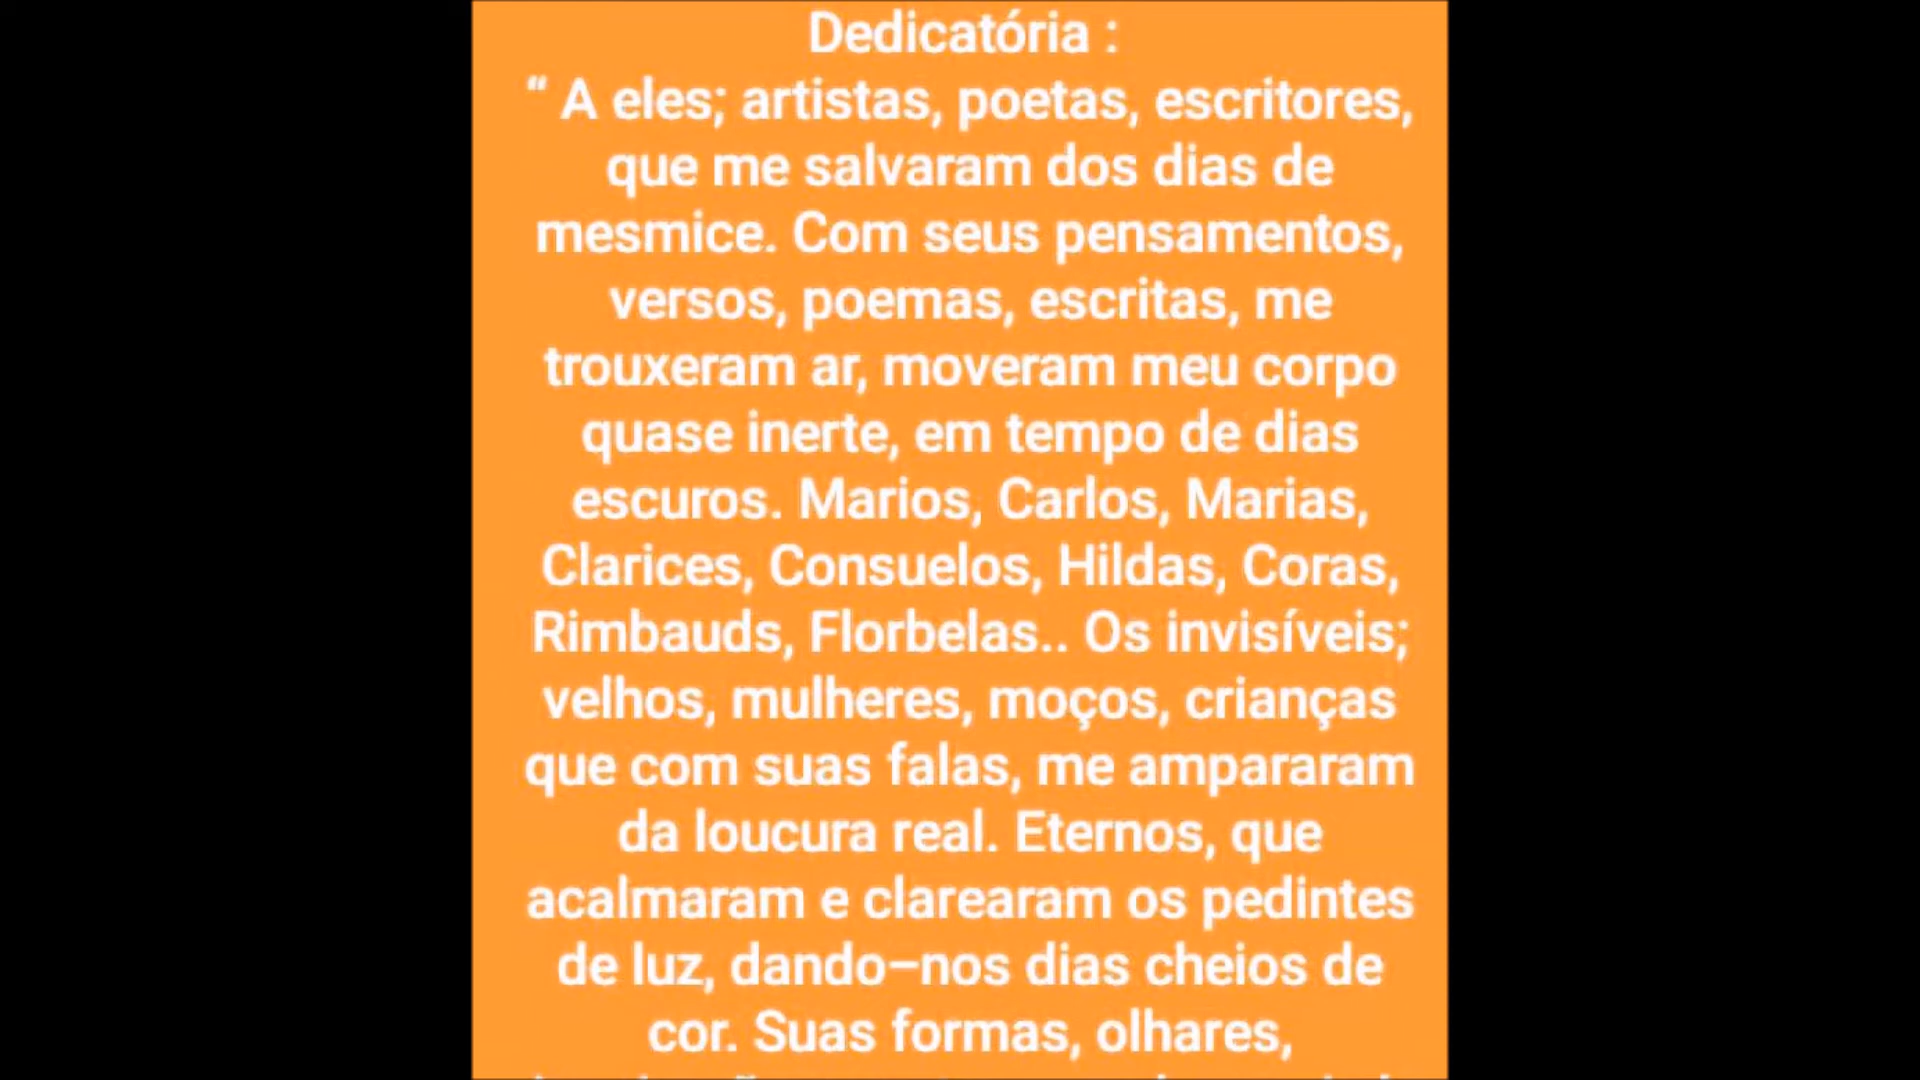 Dedicatória :
“ A eles; artistas, poetas, escritores,
que me salvaram dos dias de
mesmice. Com seus pensamentos,
versos, poemas, escritas, me
trouxeram ar, moveram meu corpo
quase inerte, em tempo de dias
escuros. Marios, Carlos, Marias,
Clarices, Consuelos, Hildas, Coras,
Rimbauds, Florbelas.. Os invisíveis;
velhos, mulheres, moços, crianças
que com suas falas, me ampararam
da loucura real. Eternos, que
acalmaram e clarearam os pedintes
de luz, dando–nos dias cheios de
cor. Suas formas, olhares,